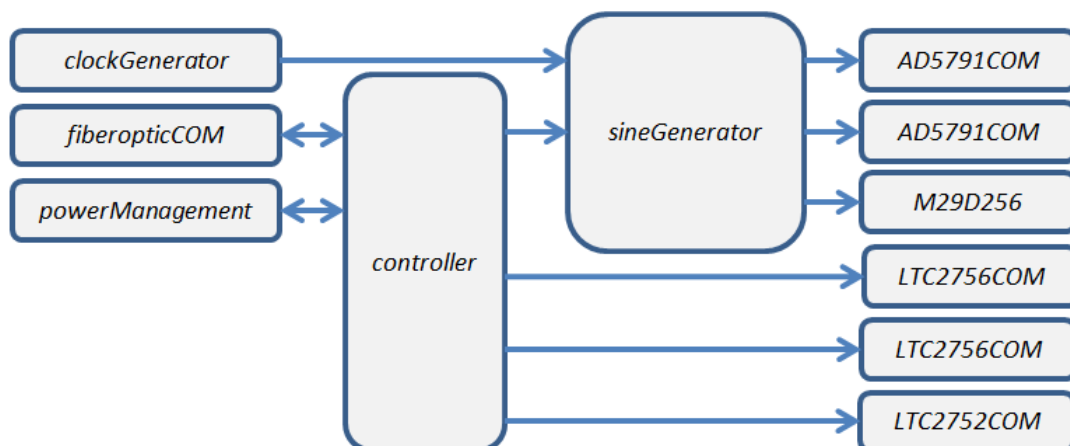 clockGenerator
fiberopticCOM
powerManagement
controller
sineGenerator
AD5791COM
AD5791COM
M29D256
LTC2756COM
LTC2756COM
LTC2752COM